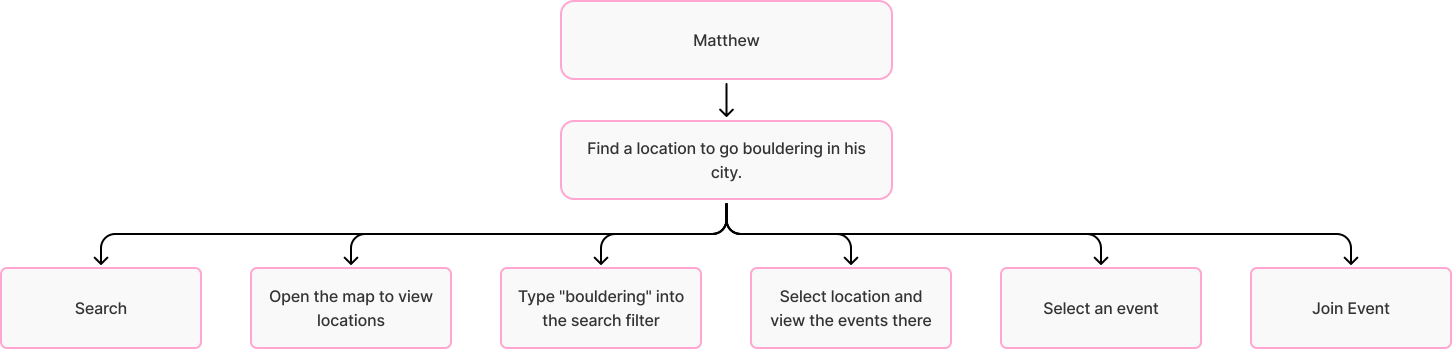 Matthew
Find a location to go bouldering in his
city.
Search
Open the map to view
locations
Type "bouldering" into
the search filter
Select location and
view the events there
Select an event
Join Event